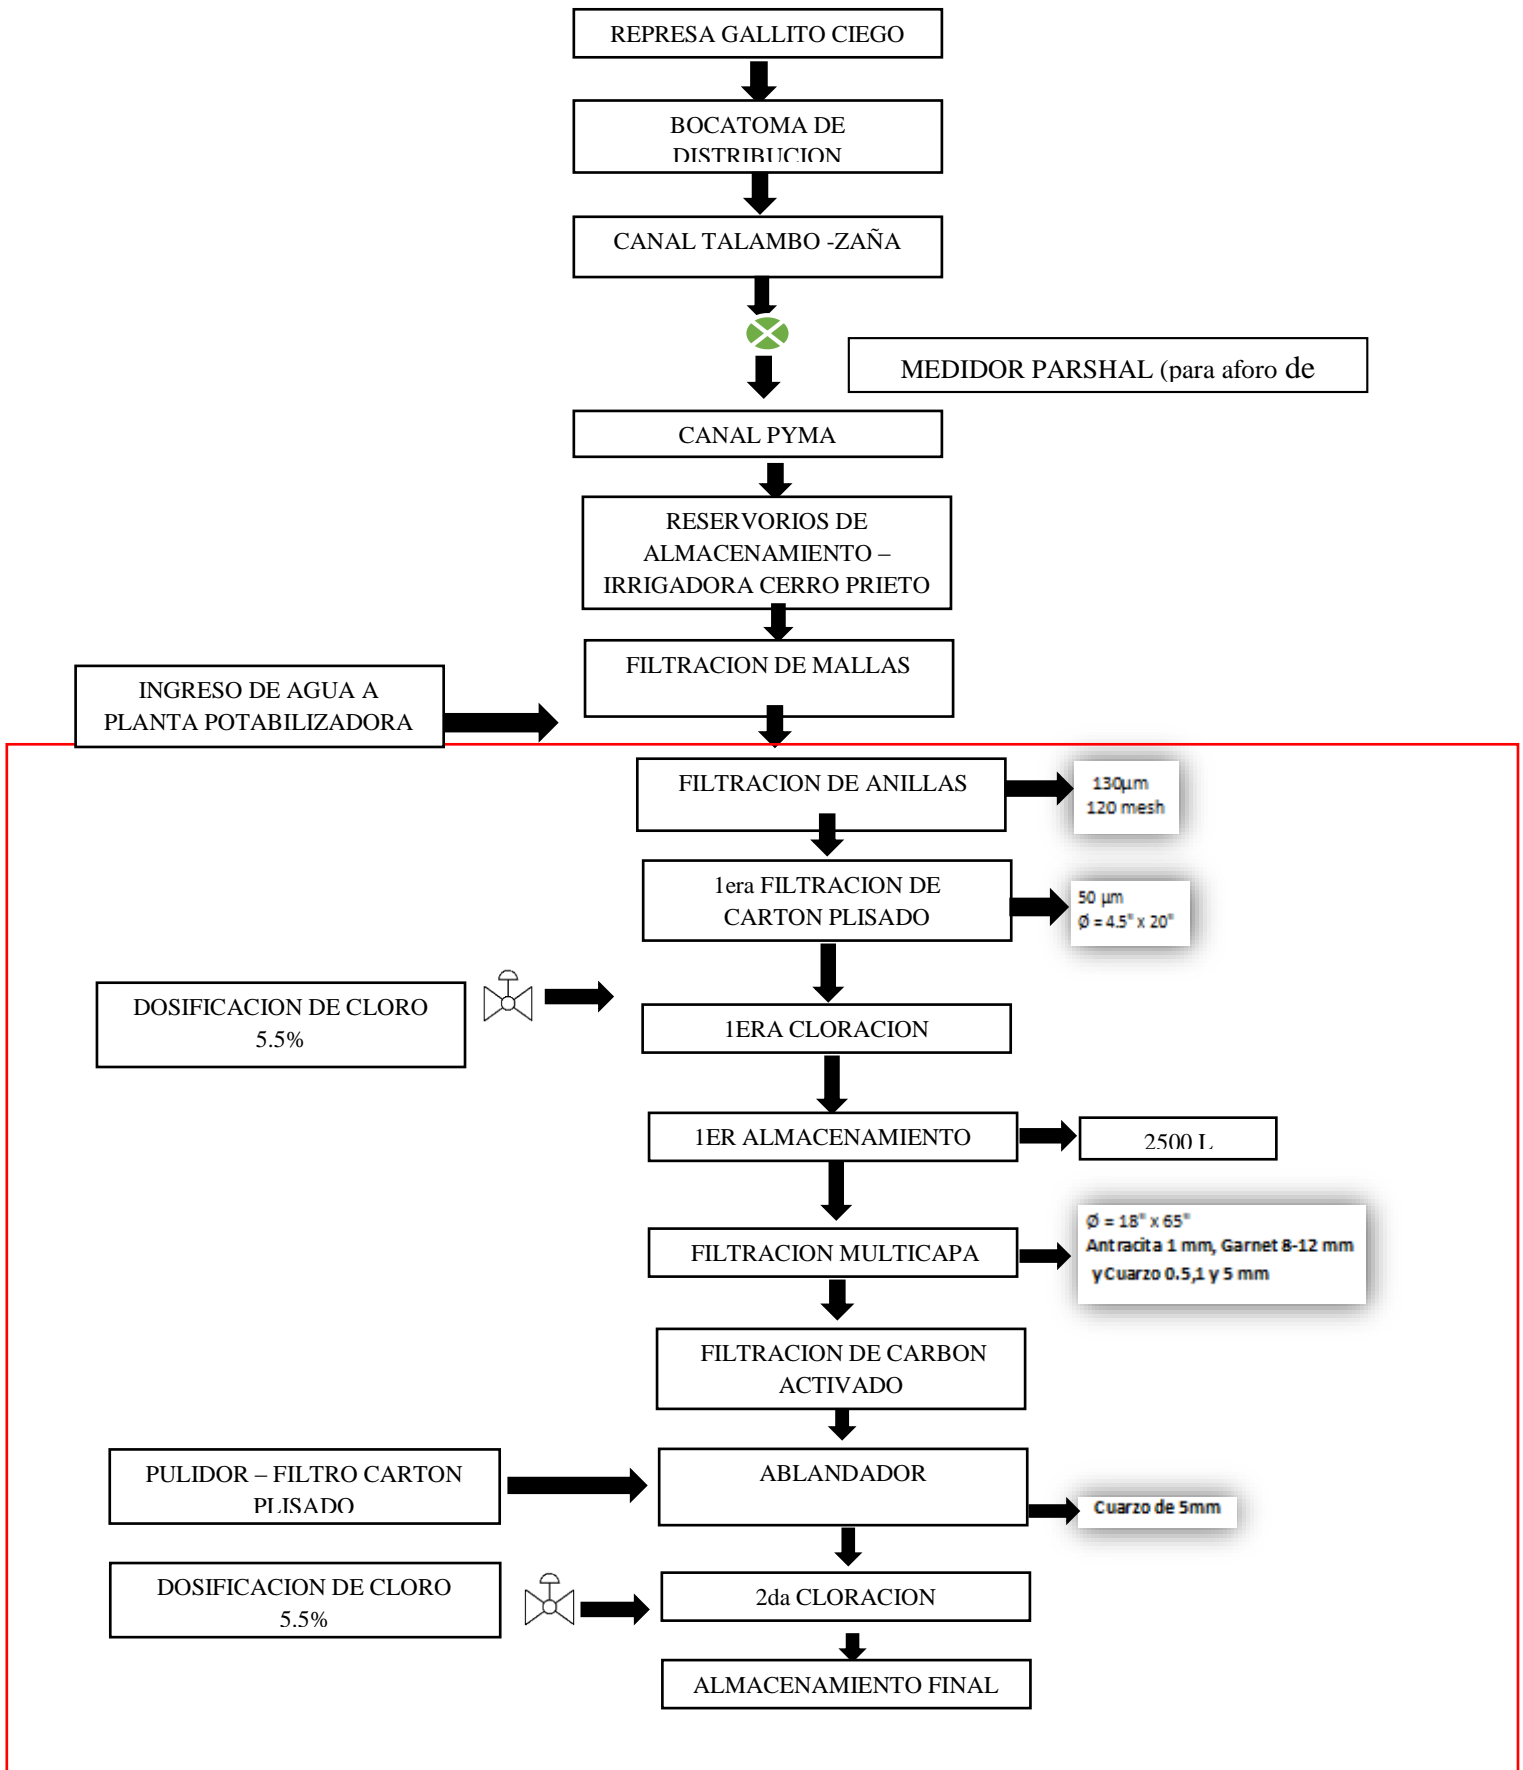 REPRESA GALLITO CIEGO
BOCATOMA DE
DISTRIBUCION
CANAL TALAMBO -ZAÑA
MEDIDOR PARSHAL (para aforo de
CANAL PYMA
RESERVORIOS DE
ALMACENAMIENTO –
IRRIGADORA CERRO PRIETO
FILTRACION DE MALLAS
INGRESO DE AGUA A
PLANTA POTABILIZADORA
FILTRACION DE ANILLAS
130µm
120 mesh
1era FILTRACION DE
CARTON PLISADO
50 µm
Ø = 4.5" x 20"
DOSIFICACION DE CLORO
5.5%
1ERA CLORACION
1ER ALMACENAMIENTO
2500 L
FILTRACION MULTICAPA
Ø = 18" x 65"
Antracita 1 mm, Garnet 8-12 mm
y Cuarzo 0.5,1 y 5 mm
FILTRACION DE CARBON
ACTIVADO
PULIDOR – FILTRO CARTON
PLISADO
ABLANDADOR
Cuarzo de 5mm
DOSIFICACION DE CLORO
5.5%
2da CLORACION
ALMACENAMIENTO FINAL